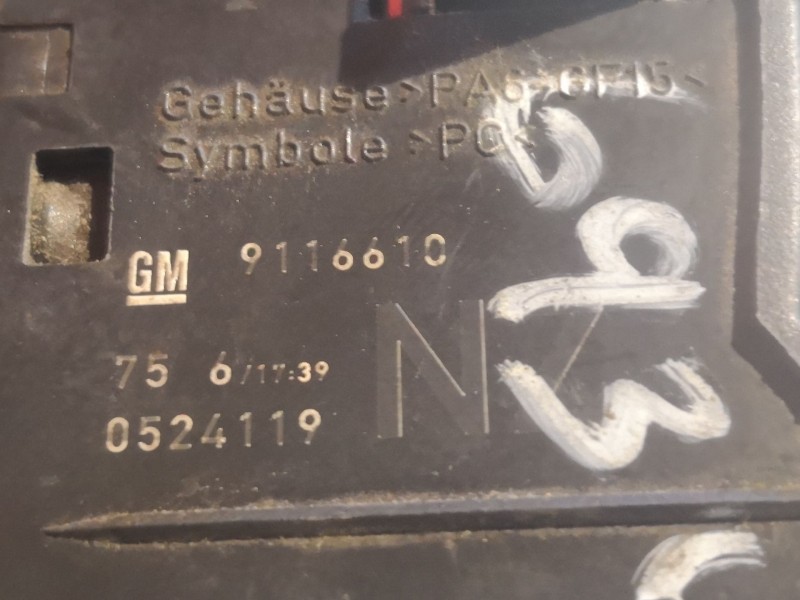 Gehäuse >PA6-GF15<
Symbole >PC<
GM 9116610
75 6/17:39
0524119